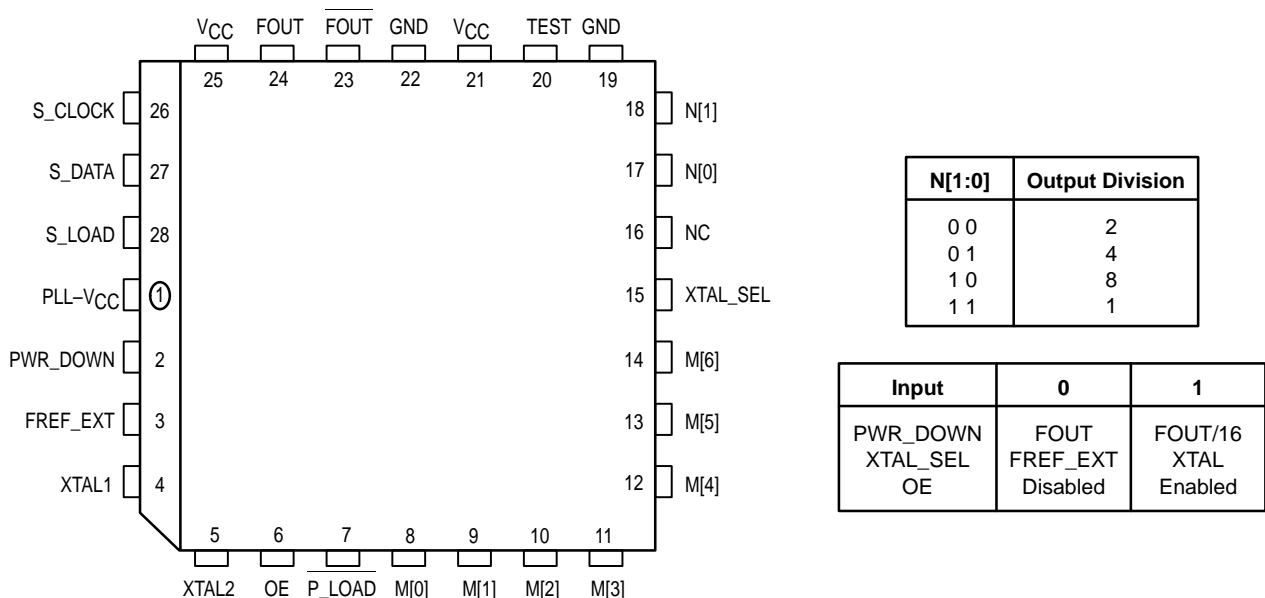 VCC FOUT FOUT GND VCC TEST GND
25 24 23 22 21 20 19
S_CLOCK 26 18 N[1]
S_DATA 27 17 N[0]
S_LOAD 28 16 NC
PLL–VCC 1 15 XTAL_SEL
PWR_DOWN 2 14 M[6]
FREF_EXT 3 13 M[5]
XTAL1 4 12 M[4]
5 6 7 8 9 10 11
XTAL2 OE P_LOAD M[0] M[1] M[2] M[3]
N[1:0] Output Division
0 0 2
0 1 4
1 0 8
1 1 1
Input 0 1
PWR_DOWN FOUT FOUT/16
XTAL_SEL FREF_EXT XTAL
OE Disabled Enabled